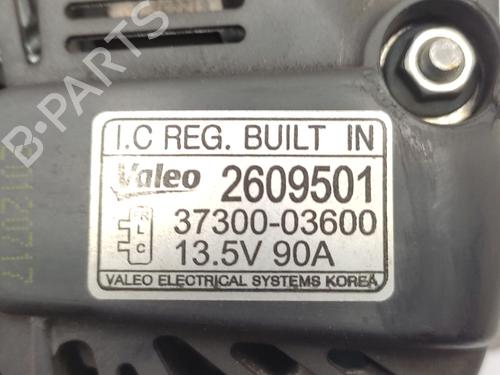 B-PARTS
I.C REG. BUILT IN
Valeo 2609501
R L C
37300-03600
13.5V 90A
VALEO ELECTRICAL SYSTEMS KOREA